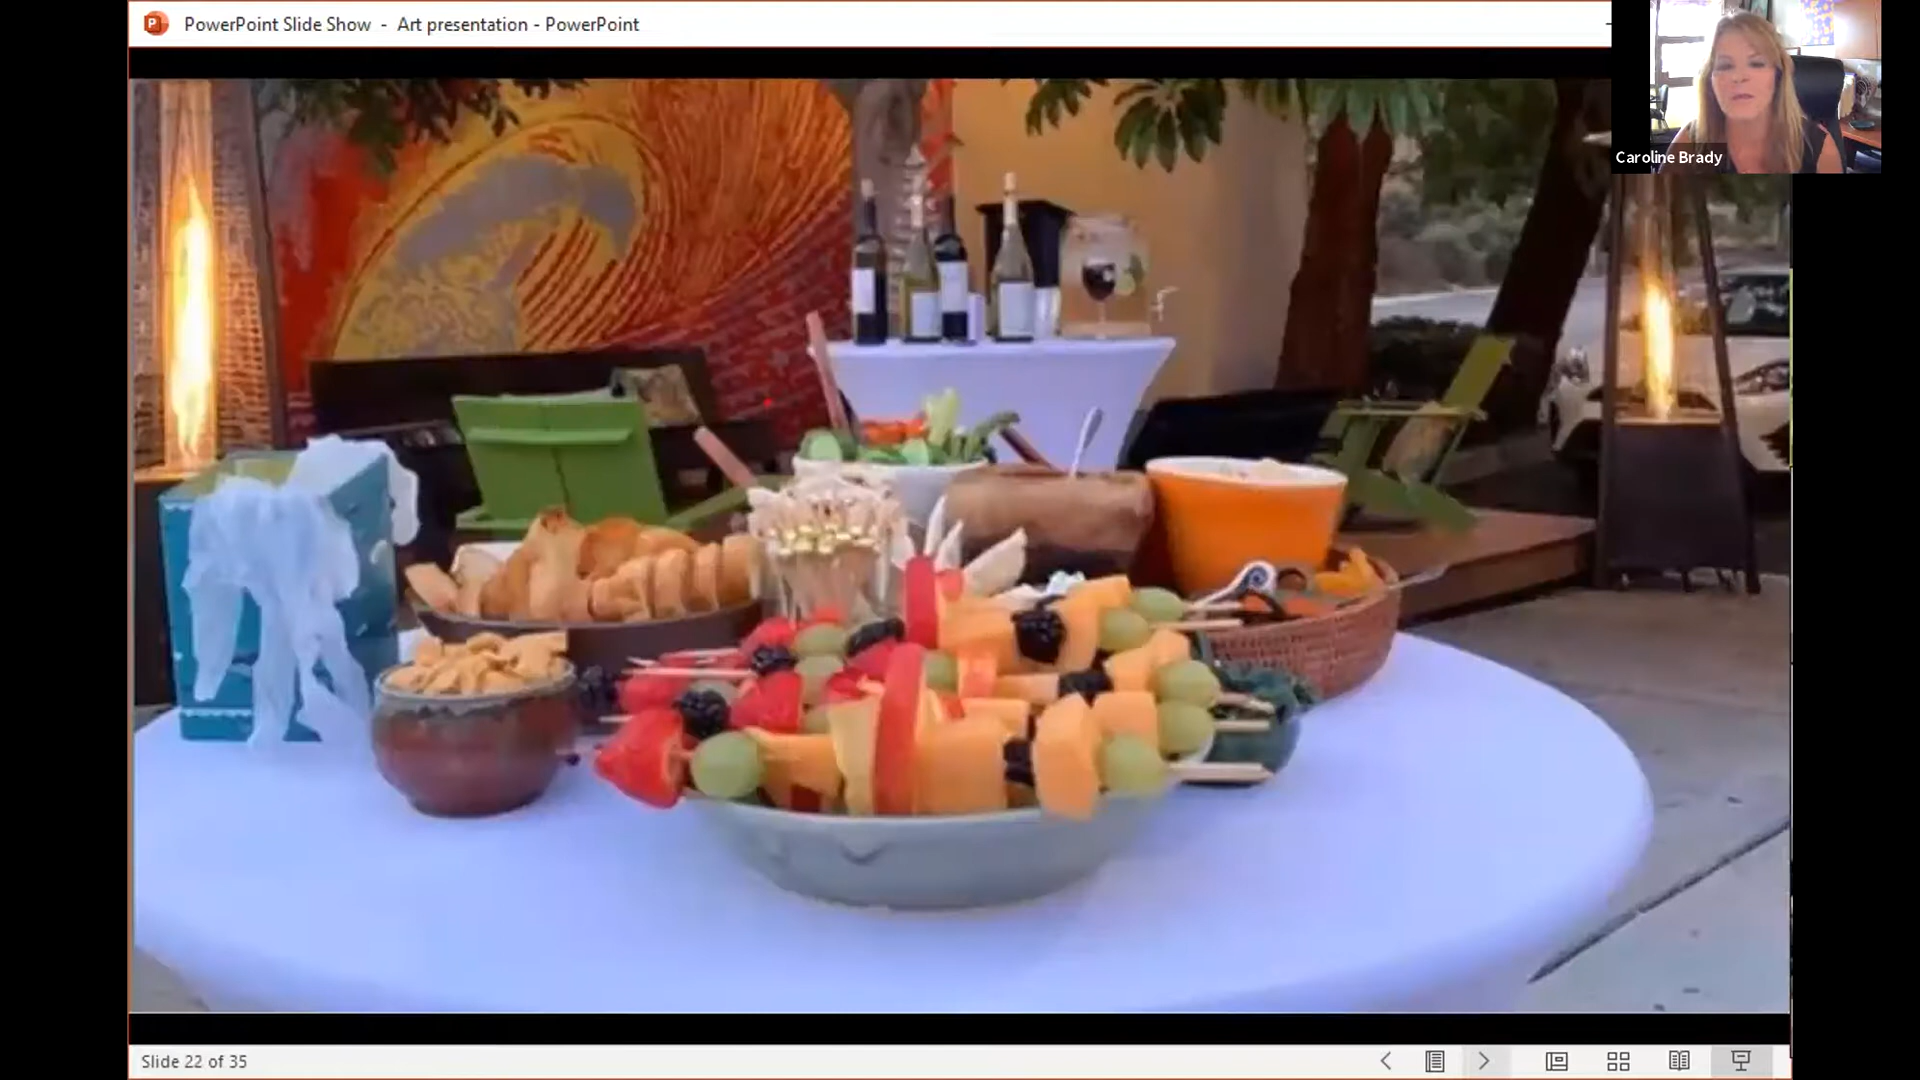 PowerPoint Slide Show - Art presentation - PowerPoint
Caroline Brady
Slide 22 of 35